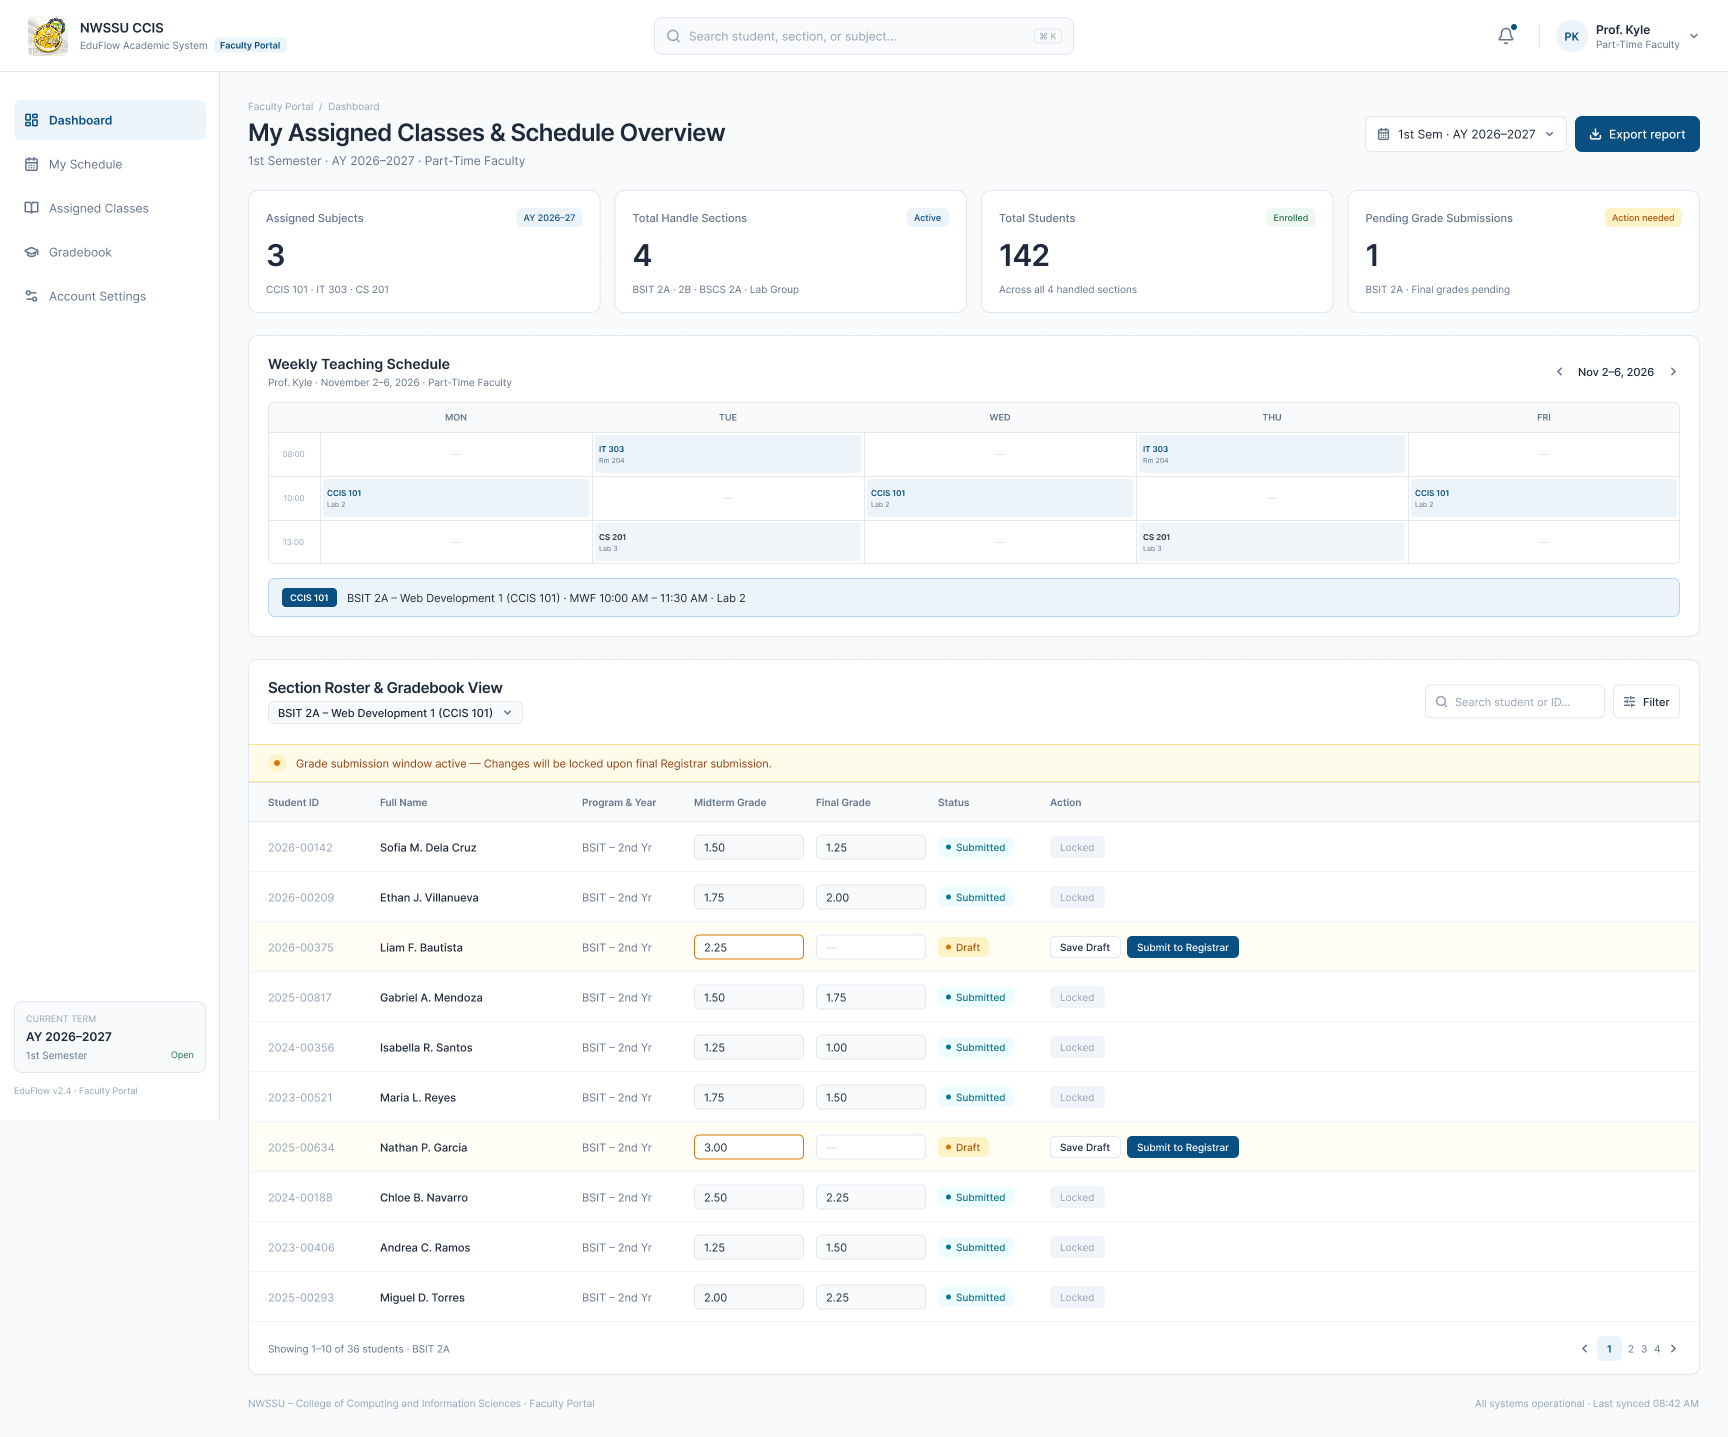 NWSSU CCIS
EduFlow Academic System Faculty Portal
Search student, section, or subject... ⌘ K
PK Prof. Kyle
Part-Time Faculty
Dashboard
My Schedule
Assigned Classes
Gradebook
Account Settings
CURRENT TERM
AY 2026–2027
1st Semester Open
EduFlow v2.4 · Faculty Portal
Faculty Portal / Dashboard
My Assigned Classes & Schedule Overview
1st Semester · AY 2026–2027 · Part-Time Faculty
1st Sem · AY 2026–2027 Export report
Assigned Subjects AY 2026–27
3
CCIS 101 · IT 303 · CS 201
Total Handle Sections Active
4
BSIT 2A · 2B · BSCS 2A · Lab Group
Total Students Enrolled
142
Across all 4 handled sections
Pending Grade Submissions Action needed
1
BSIT 2A · Final grades pending
Weekly Teaching Schedule
Prof. Kyle · November 2–6, 2026 · Part-Time Faculty
Nov 2–6, 2026
MON TUE WED THU FRI
08:00 — IT 303 Rm 204 — IT 303 Rm 204 —
10:00 CCIS 101 Lab 2 — CCIS 101 Lab 2 — CCIS 101 Lab 2
13:00 — CS 201 Lab 3 — CS 201 Lab 3 —
CCIS 101 BSIT 2A – Web Development 1 (CCIS 101) · MWF 10:00 AM – 11:30 AM · Lab 2
Section Roster & Gradebook View
BSIT 2A – Web Development 1 (CCIS 101)
Search student or ID... Filter
Grade submission window active — Changes will be locked upon final Registrar submission.
Student ID Full Name Program & Year Midterm Grade Final Grade Status Action
2026-00142 Sofia M. Dela Cruz BSIT – 2nd Yr 1.50 1.25 Submitted Locked
2026-00209 Ethan J. Villanueva BSIT – 2nd Yr 1.75 2.00 Submitted Locked
2026-00375 Liam F. Bautista BSIT – 2nd Yr 2.25 — Draft Save Draft Submit to Registrar
2025-00817 Gabriel A. Mendoza BSIT – 2nd Yr 1.50 1.75 Submitted Locked
2024-00356 Isabella R. Santos BSIT – 2nd Yr 1.25 1.00 Submitted Locked
2023-00521 Maria L. Reyes BSIT – 2nd Yr 1.75 1.50 Submitted Locked
2025-00634 Nathan P. Garcia BSIT – 2nd Yr 3.00 — Draft Save Draft Submit to Registrar
2024-00188 Chloe B. Navarro BSIT – 2nd Yr 2.50 2.25 Submitted Locked
2023-00406 Andrea C. Ramos BSIT – 2nd Yr 1.25 1.50 Submitted Locked
2025-00293 Miguel D. Torres BSIT – 2nd Yr 2.00 2.25 Submitted Locked
Showing 1–10 of 36 students · BSIT 2A
1 2 3 4
NWSSU – College of Computing and Information Sciences · Faculty Portal
All systems operational · Last synced 08:42 AM